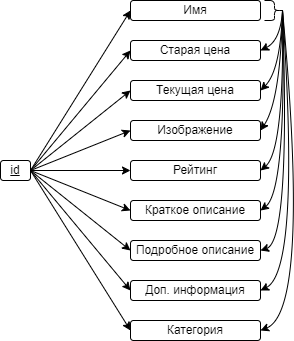 Имя
Старая цена
Текущая цена
Изображение
id
Рейтинг
Краткое описание
Подробное описание
Доп. информация
Категория